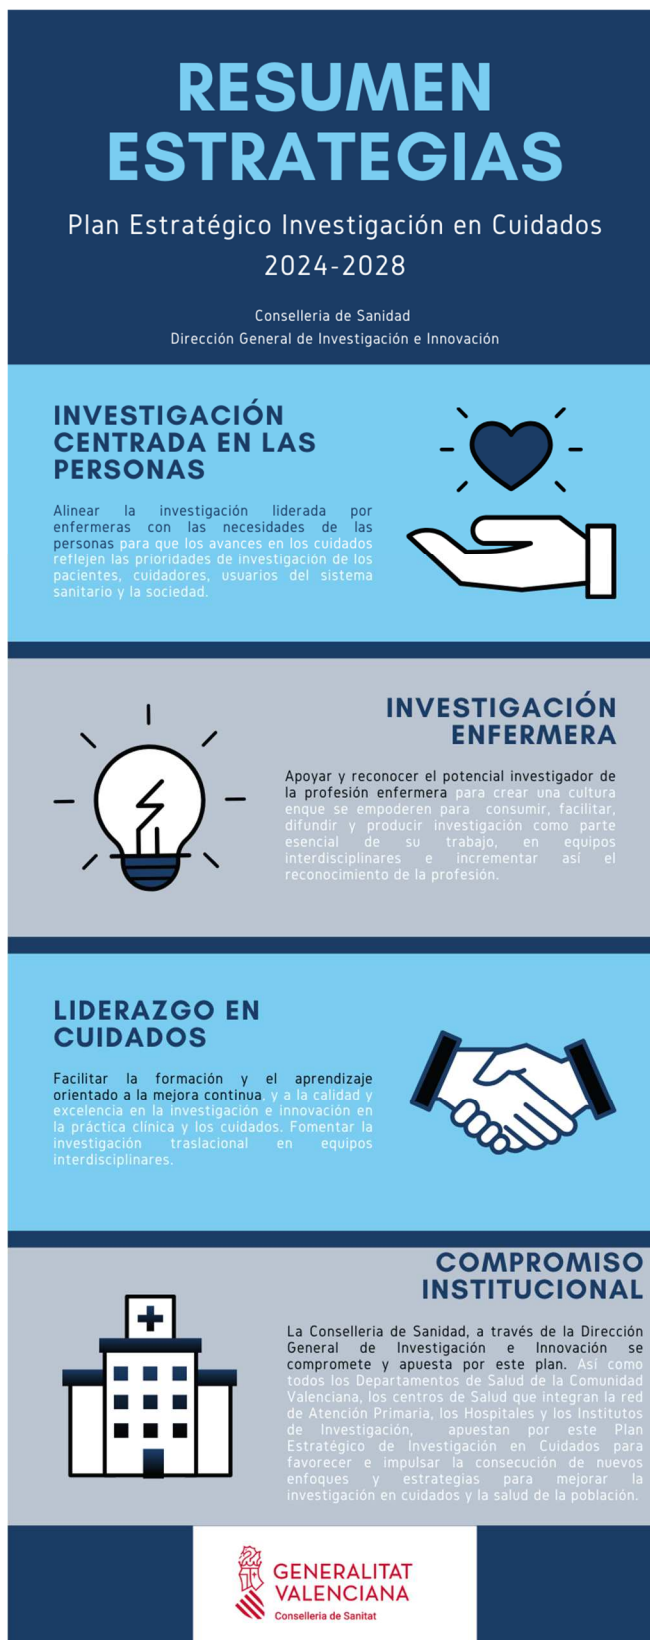 RESUMEN
ESTRATEGIAS
Plan Estratégico Investigación en Cuidados
2024-2028
Conselleria de Sanidad
Dirección General de Investigación e Innovación
INVESTIGACIÓN
CENTRADA EN LAS
PERSONAS
Alinear la investigación liderada por
enfermeras con las necesidades de las
personas para que los avances en los cuidados
reflejen las prioridades de investigación de los
pacientes, cuidadores, usuarios del sistema
sanitario y la sociedad.
INVESTIGACIÓN
ENFERMERA
Apoyar y reconocer el potencial investigador de
la profesión enfermera para crear una cultura
enque se empoderen para consumir, facilitar,
difundir y producir investigación como parte
esencial de su trabajo, en equipos
interdisciplinares e incrementar así el
reconocimiento de la profesión.
LIDERAZGO EN
CUIDADOS
Facilitar la formación y el aprendizaje
orientado a la mejora continua y a la calidad y
excelencia en la investigación e innovación en
la práctica clínica y los cuidados. Fomentar la
investigación traslacional en equipos
interdisciplinares.
COMPROMISO
INSTITUCIONAL
La Conselleria de Sanidad, a través de la Dirección
General de Investigación e Innovación se
compromete y apuesta por este plan. Así como
todos los Departamentos de Salud de la Comunidad
Valenciana, los centros de Salud que integran la red
de Atención Primaria, los Hospitales y los Institutos
de Investigación, apuestan por este Plan
Estratégico de Investigación en Cuidados para
favorecer e impulsar la consecución de nuevos
enfoques y estrategias para mejorar la
investigación en cuidados y la salud de la población.
GENERALITAT
VALENCIANA
Conselleria de Sanitat